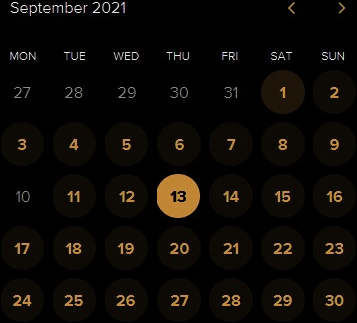 September 2021
MON TUE WED THU FRI SAT SUN
27 28 29 30 31 1 2
3 4 5 6 7 8 9
10 11 12 13 14 15 16
17 18 19 20 21 22 23
24 25 26 27 28 29 30